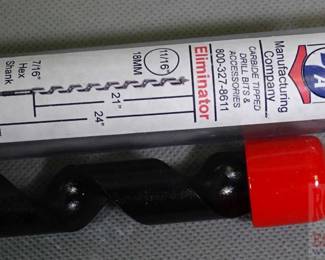 Manufacturing
Company
CARBIDE TIPPED
DRILL BITS &
ACCESSORIES
800-327-8611
Eliminator
11/16"
18MM
21"
24"
7/16"
Hex
Shank